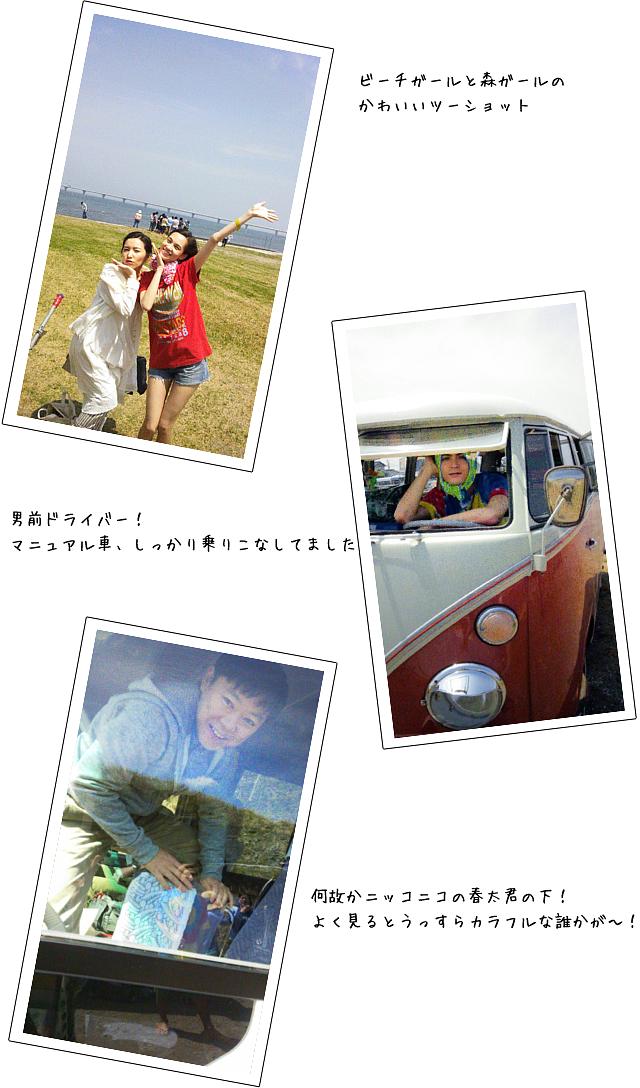 ビーチガールと森ガールの
かわいいツーショット
男前ドライバー！
マニュアル車、しっかり乗りこなしてました
何故かニッコニコの春太君の下！
よく見るとうっすらカラフルな誰かが～！